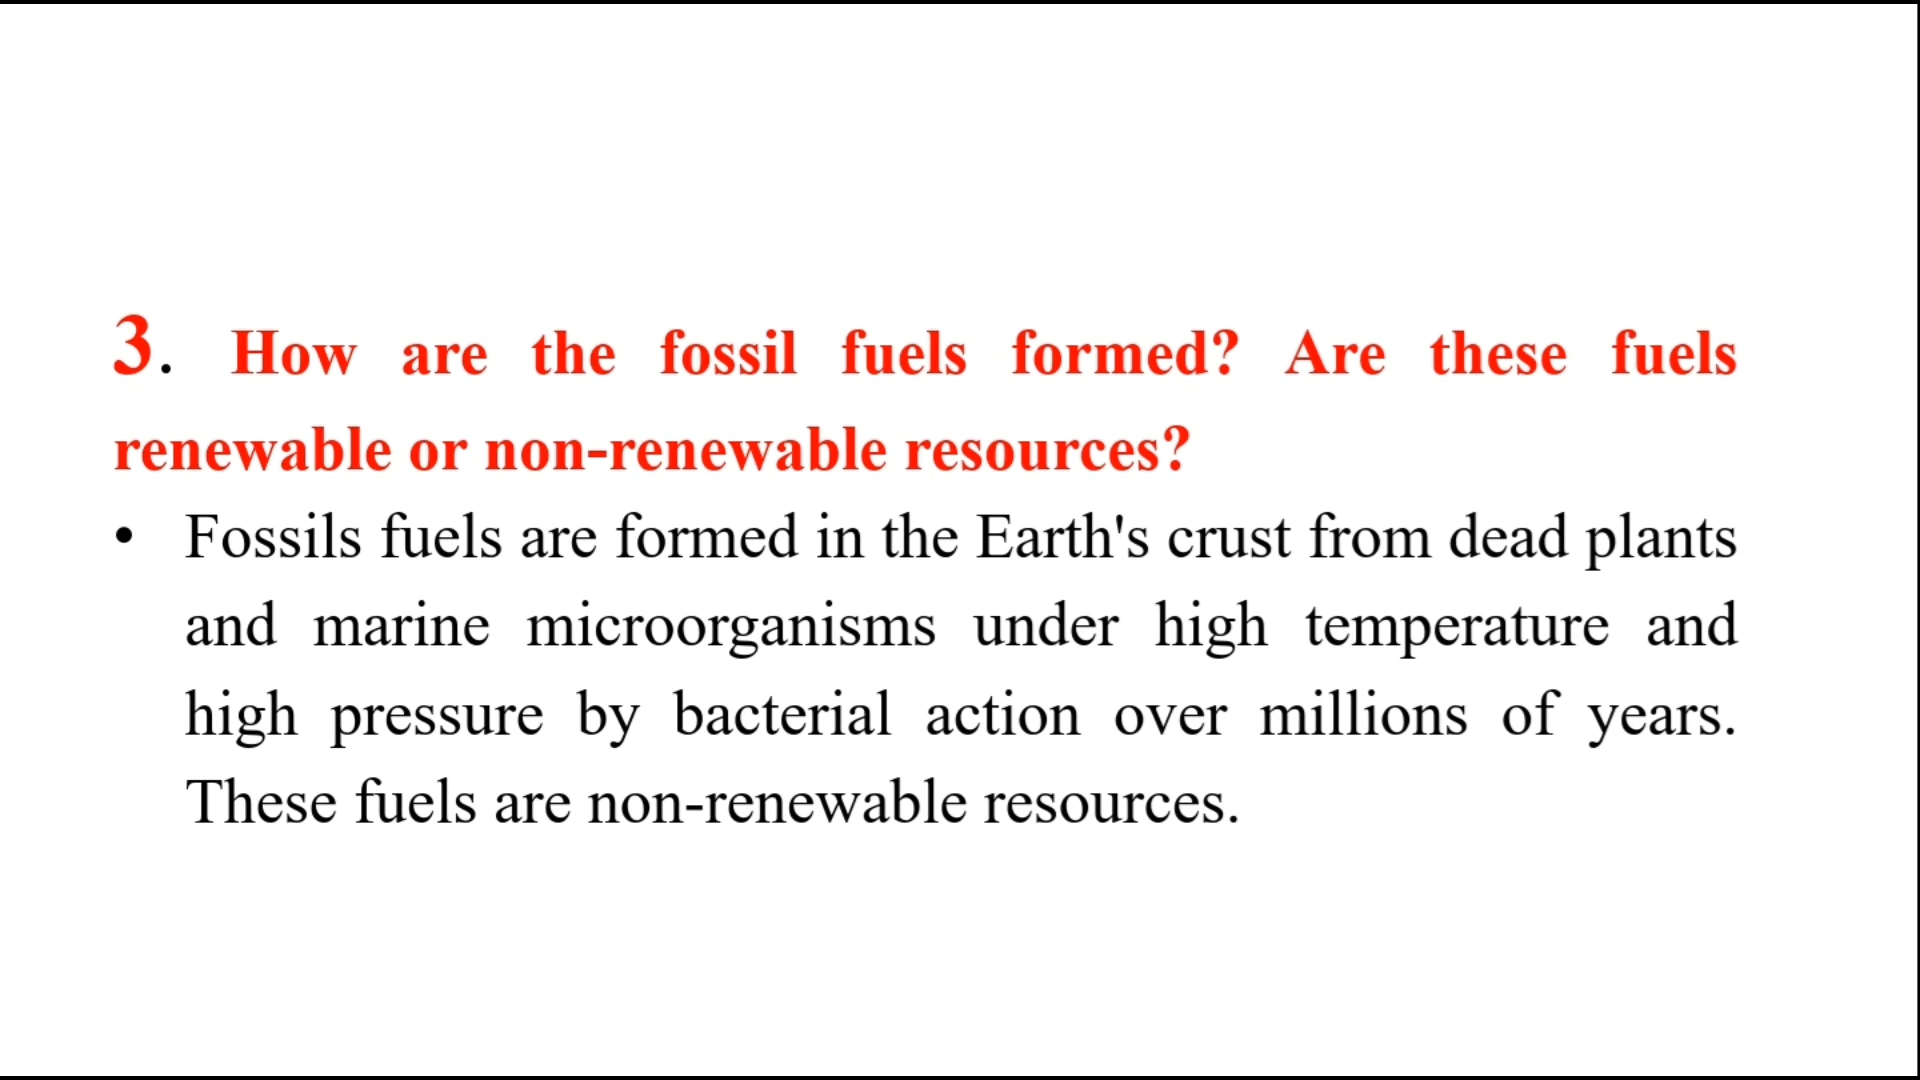 3. How are the fossil fuels formed? Are these fuels
renewable or non-renewable resources?
• Fossils fuels are formed in the Earth's crust from dead plants
and marine microorganisms under high temperature and
high pressure by bacterial action over millions of years.
These fuels are non-renewable resources.